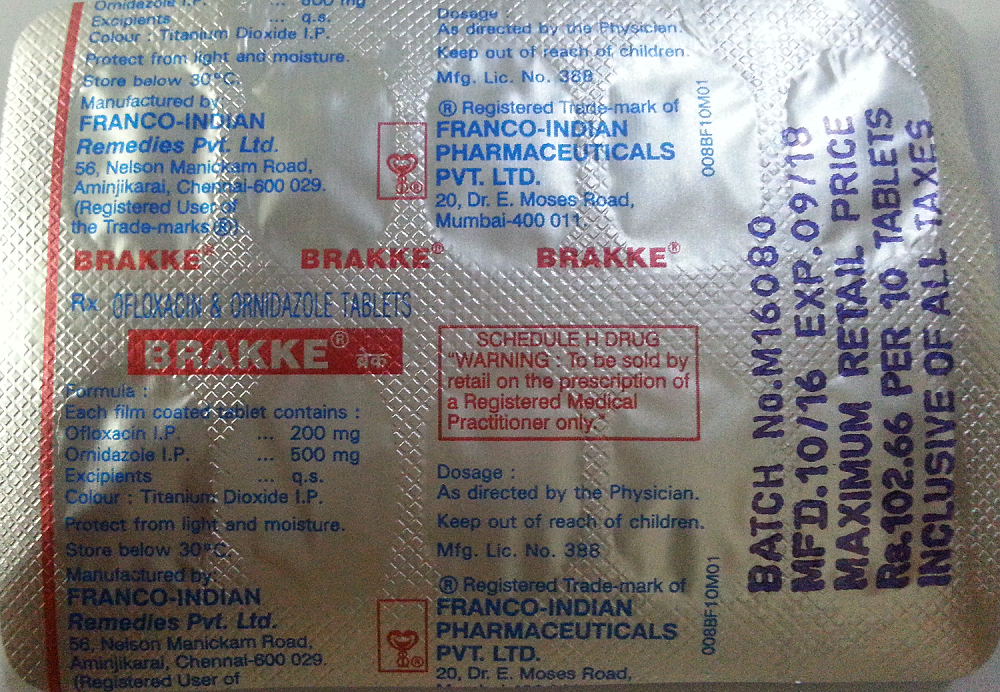 Ornidazole I.P. ... 500 mg
Excipients ... q.s.
Colour : Titanium Dioxide I.P.
Protect from light and moisture.
Store below 30°C.
Manufactured by
FRANCO-INDIAN
Remedies Pvt. Ltd.
56, Nelson Manickam Road,
Aminjikarai, Chennai-600 029.
(Registered User of
the Trade-marks ®)
Dosage
As directed by the Physician.
Keep out of reach of children.
Mfg. Lic. No. 388
® Registered Trade-mark of
FRANCO-INDIAN
PHARMACEUTICALS
PVT. LTD.
20, Dr. E. Moses Road,
Mumbai-400 011.
008BF10M01
BRAKKE® BRAKKE® BRAKKE®
Rx OFLOXACIN & ORNIDAZOLE TABLETS
BRAKKE® ब्रेक
Formula :
Each film coated tablet contains :
Ofloxacin I.P. ... 200 mg
Ornidazole I.P. ... 500 mg
Excipients ... q.s.
Colour : Titanium Dioxide I.P.
Protect from light and moisture.
Store below 30°C.
Manufactured by:
FRANCO-INDIAN
Remedies Pvt. Ltd.
56, Nelson Manickam Road,
Aminjikarai, Chennai-600 029.
(Registered User of
SCHEDULE H DRUG
"WARNING : To be sold by
retail on the prescription of
a Registered Medical
Practitioner only."
Dosage :
As directed by the Physician.
Keep out of reach of children.
Mfg. Lic. No. 388
® Registered Trade-mark of
FRANCO-INDIAN
PHARMACEUTICALS
PVT. LTD.
20, Dr. E. Moses Road,
008BF10M01
BATCH No.M16080
MFD.10/16 EXP.09/18
MAXIMUM RETAIL PRICE
Rs.102.66 PER 10 TABLETS
INCLUSIVE OF ALL TAXES